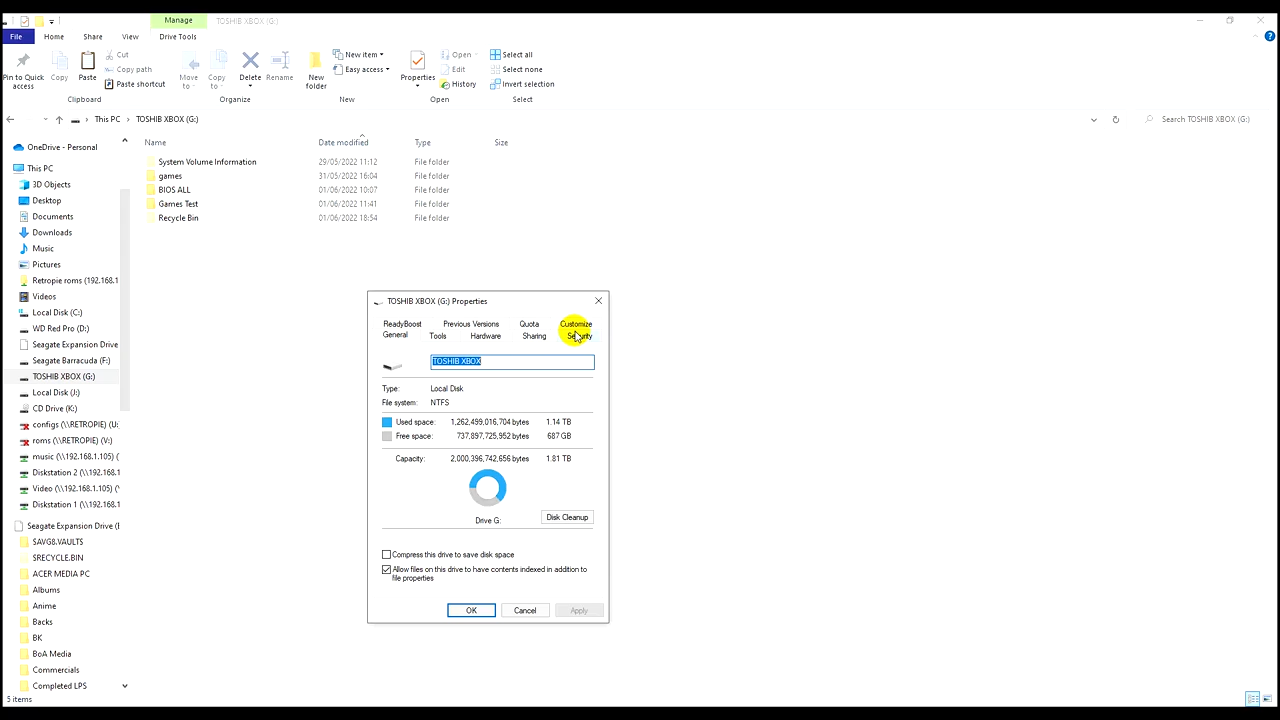 Manage
TOSHIB XBOX (G:)
File
Home
Share
View
Drive Tools
Pin to Quick access
Copy
Paste
Cut
Copy path
Paste shortcut
Clipboard
Move to
Copy to
Delete
Rename
Organize
New folder
New item
Easy access
New
Properties
Open
Edit
History
Open
Select all
Select none
Invert selection
Select
This PC
TOSHIB XBOX (G:)
Search TOSHIB XBOX (G:)
OneDrive - Personal
This PC
3D Objects
Desktop
Documents
Downloads
Music
Pictures
Retropie roms (192.168.1
Videos
Local Disk (C:)
WD Red Pro (D:)
Seagate Expansion Drive
Seagate Barracuda (F:)
TOSHIB XBOX (G:)
Local Disk (J:)
CD Drive (K:)
configs (\\RETROPIE) (U:
roms (\\RETROPIE) (V:)
music (\\192.168.1.105) (
Diskstation 2 (\\192.168.1
Video (\\192.168.1.105) (
Diskstation 1 (\\192.168.1
Seagate Expansion Drive (
SAVG8.VAULTS
SRECYCLE.BIN
ACER MEDIA PC
Albums
Anime
Backs
BK
BoA Media
Commercials
Completed LPS
5 items
Name Date modified Type Size
System Volume Information 29/05/2022 11:12 File folder
games 31/05/2022 16:04 File folder
BIOS ALL 01/06/2022 10:07 File folder
Games Test 01/06/2022 11:41 File folder
Recycle Bin 01/06/2022 18:54 File folder
TOSHIB XBOX (G:) Properties
ReadyBoost Previous Versions Quota Customize
General Tools Hardware Sharing Security
TOSHIB XBOX
Type: Local Disk
File system: NTFS
Used space: 1,262,499,016,704 bytes 1.14 TB
Free space: 737,897,725,952 bytes 687 GB
Capacity: 2,000,396,742,656 bytes 1.81 TB
Drive G:
Disk Cleanup
Compress this drive to save disk space
Allow files on this drive to have contents indexed in addition to
file properties
OK Cancel Apply